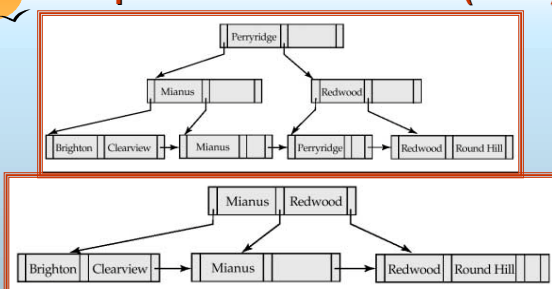 Perryridge
Mianus Redwood
Brighton Clearview Mianus Perryridge Redwood Round Hill
Mianus Redwood
Brighton Clearview Mianus Redwood Round Hill